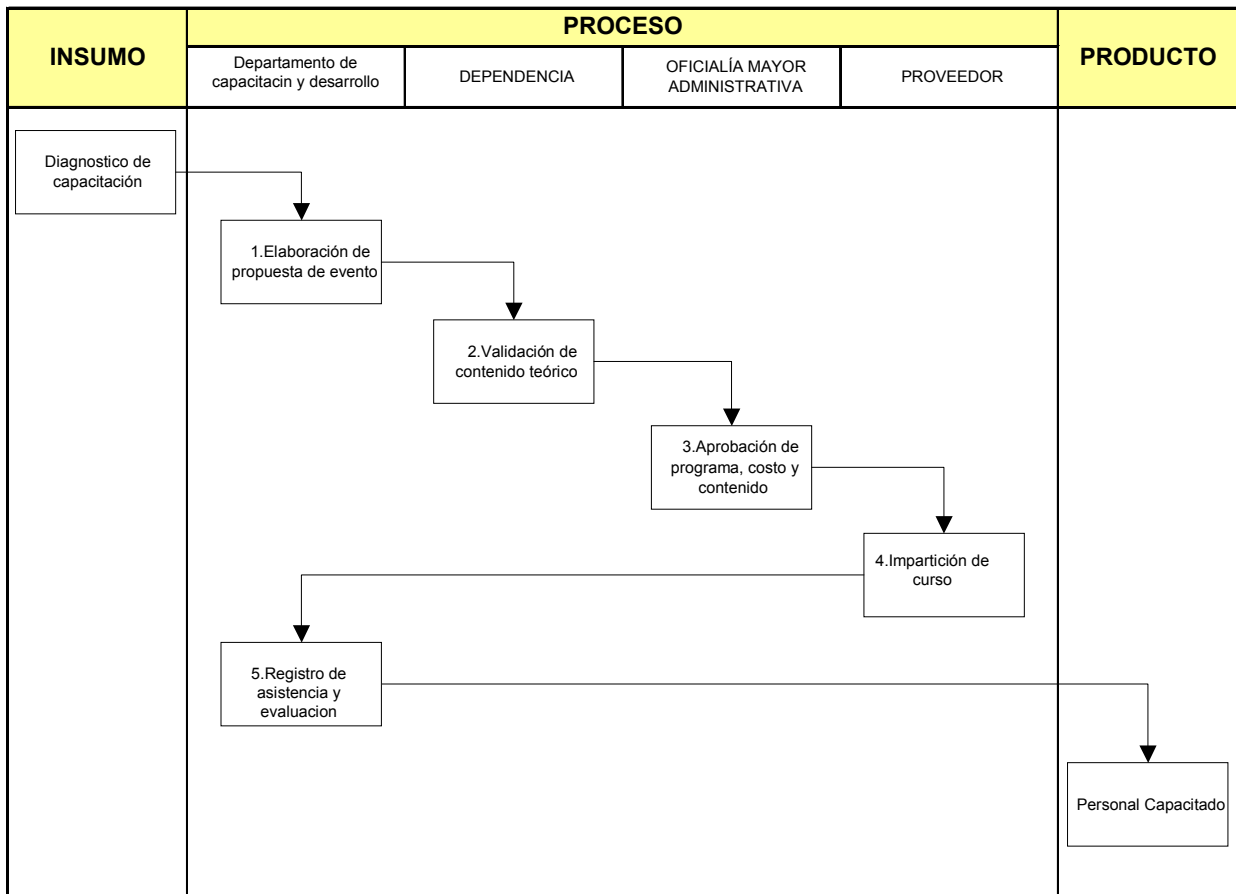 INSUMO
PROCESO
PRODUCTO
Departamento de
capacitacin y desarrollo
DEPENDENCIA
OFICIALÍA MAYOR
ADMINISTRATIVA
PROVEEDOR
Diagnostico de
capacitación
1.Elaboración de
propuesta de evento
2.Validación de
contenido teórico
3.Aprobación de
programa, costo y
contenido
4.Impartición de
curso
5.Registro de
asistencia y
evaluacion
Personal Capacitado